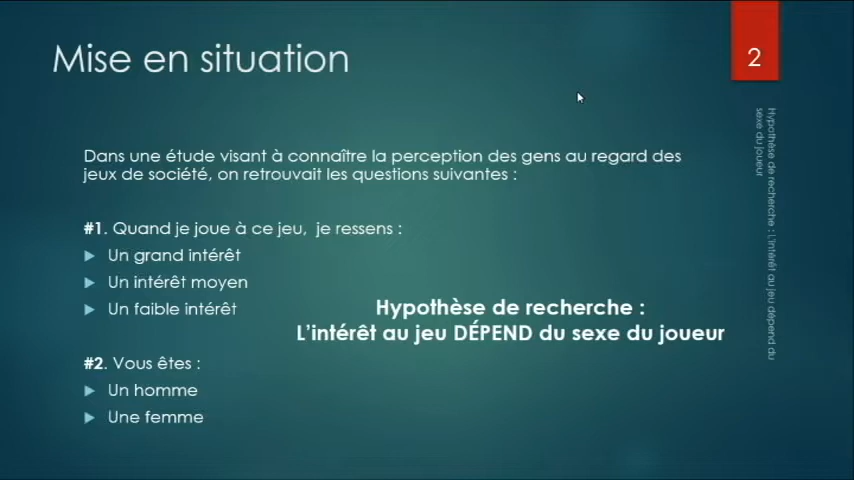 Mise en situation
2
Dans une étude visant à connaître la perception des gens au regard des
jeux de société, on retrouvait les questions suivantes :
#1. Quand je joue à ce jeu, je ressens :
Un grand intérêt
Un intérêt moyen
Un faible intérêt
Hypothèse de recherche :
L'intérêt au jeu DÉPEND du sexe du joueur
#2. Vous êtes :
Un homme
Une femme
Hypothèse de recherche : L'intérêt au jeu dépend du
sexe du joueur